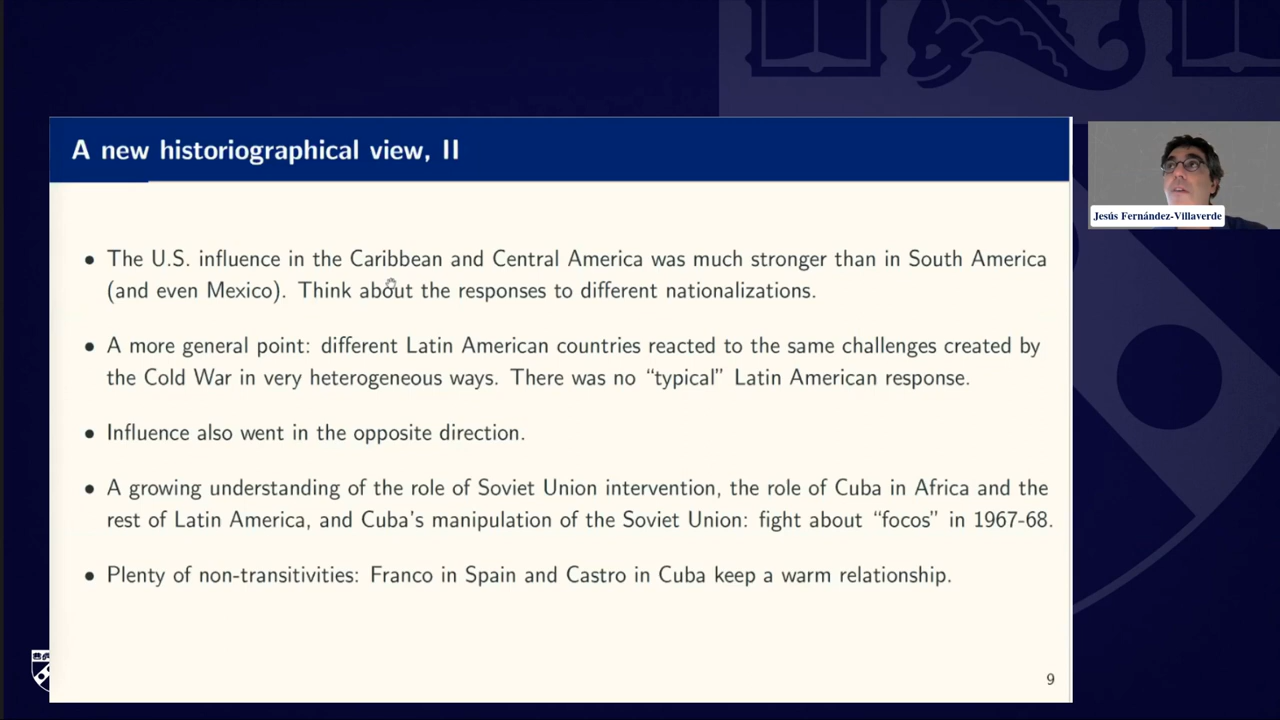 A new historiographical view, II
Jesús Fernández-Villaverde
• The U.S. influence in the Caribbean and Central America was much stronger than in South America
(and even Mexico). Think about the responses to different nationalizations.
• A more general point: different Latin American countries reacted to the same challenges created by
the Cold War in very heterogeneous ways. There was no “typical” Latin American response.
• Influence also went in the opposite direction.
• A growing understanding of the role of Soviet Union intervention, the role of Cuba in Africa and the
rest of Latin America, and Cuba’s manipulation of the Soviet Union: fight about “focos” in 1967-68.
• Plenty of non-transitivities: Franco in Spain and Castro in Cuba keep a warm relationship.
9